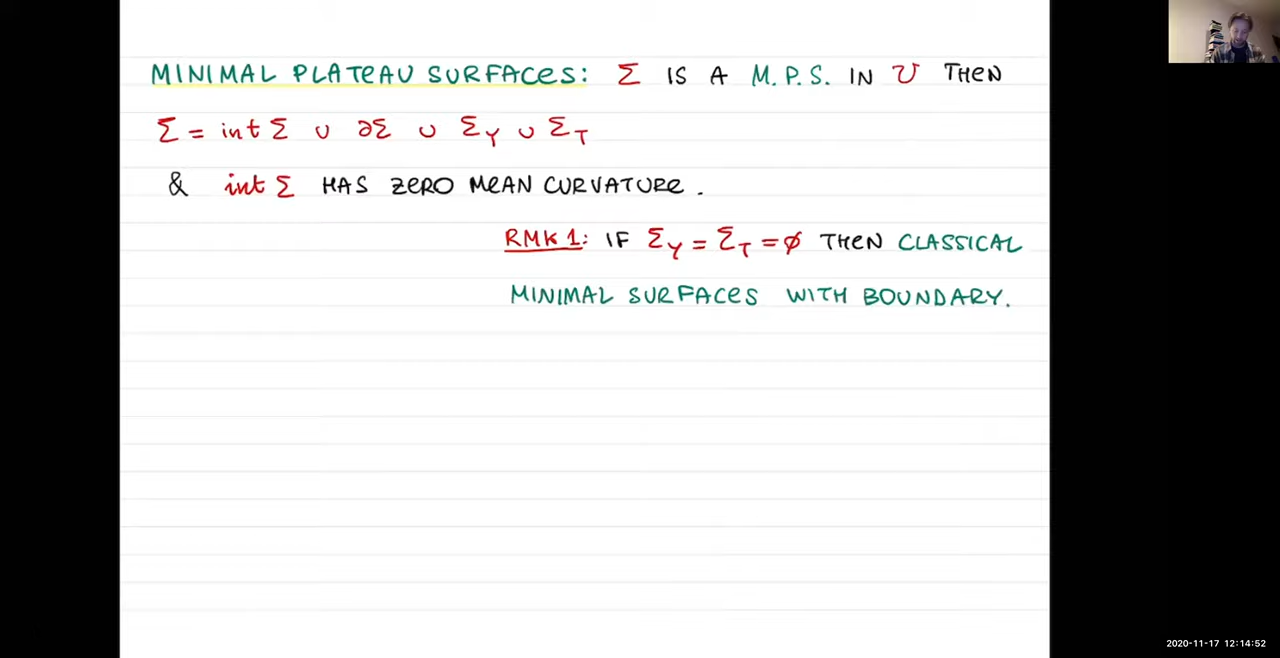 MINIMAL PLATEAU SURFACES: Σ IS A M.P.S. IN U THEN
Σ = int Σ ∪ ∂Σ ∪ Σ_Y ∪ Σ_T
& int Σ HAS ZERO MEAN CURVATURE.
RMK 1: IF Σ_Y = Σ_T = ∅ THEN CLASSICAL
MINIMAL SURFACES WITH BOUNDARY.
2020-11-17 12:14:52